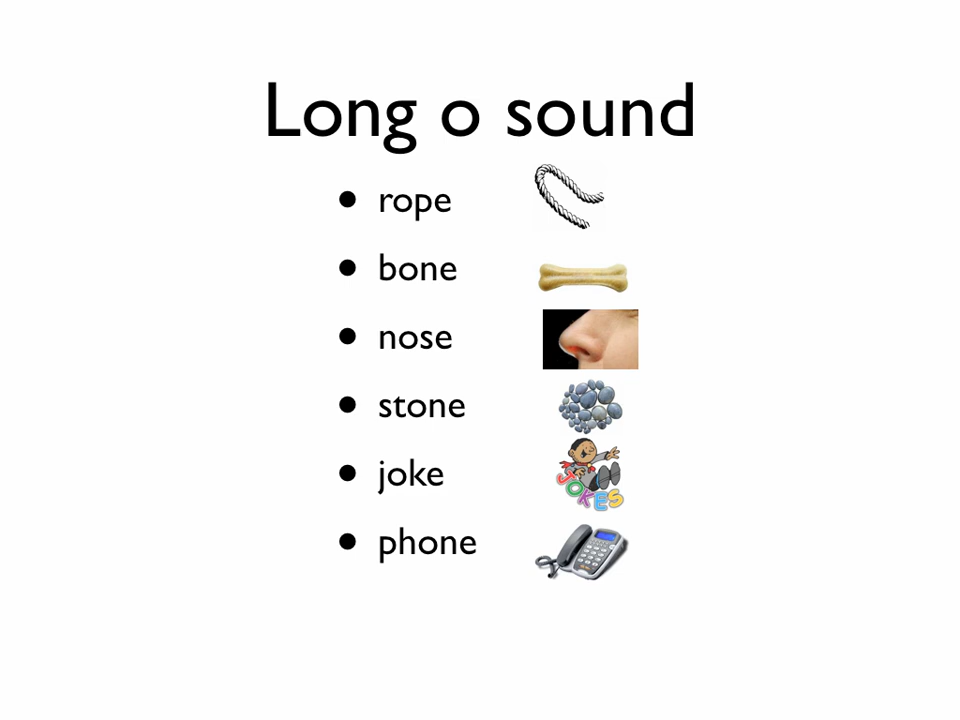 Long o sound
• rope
• bone
• nose
• stone
• joke
JOKES
• phone